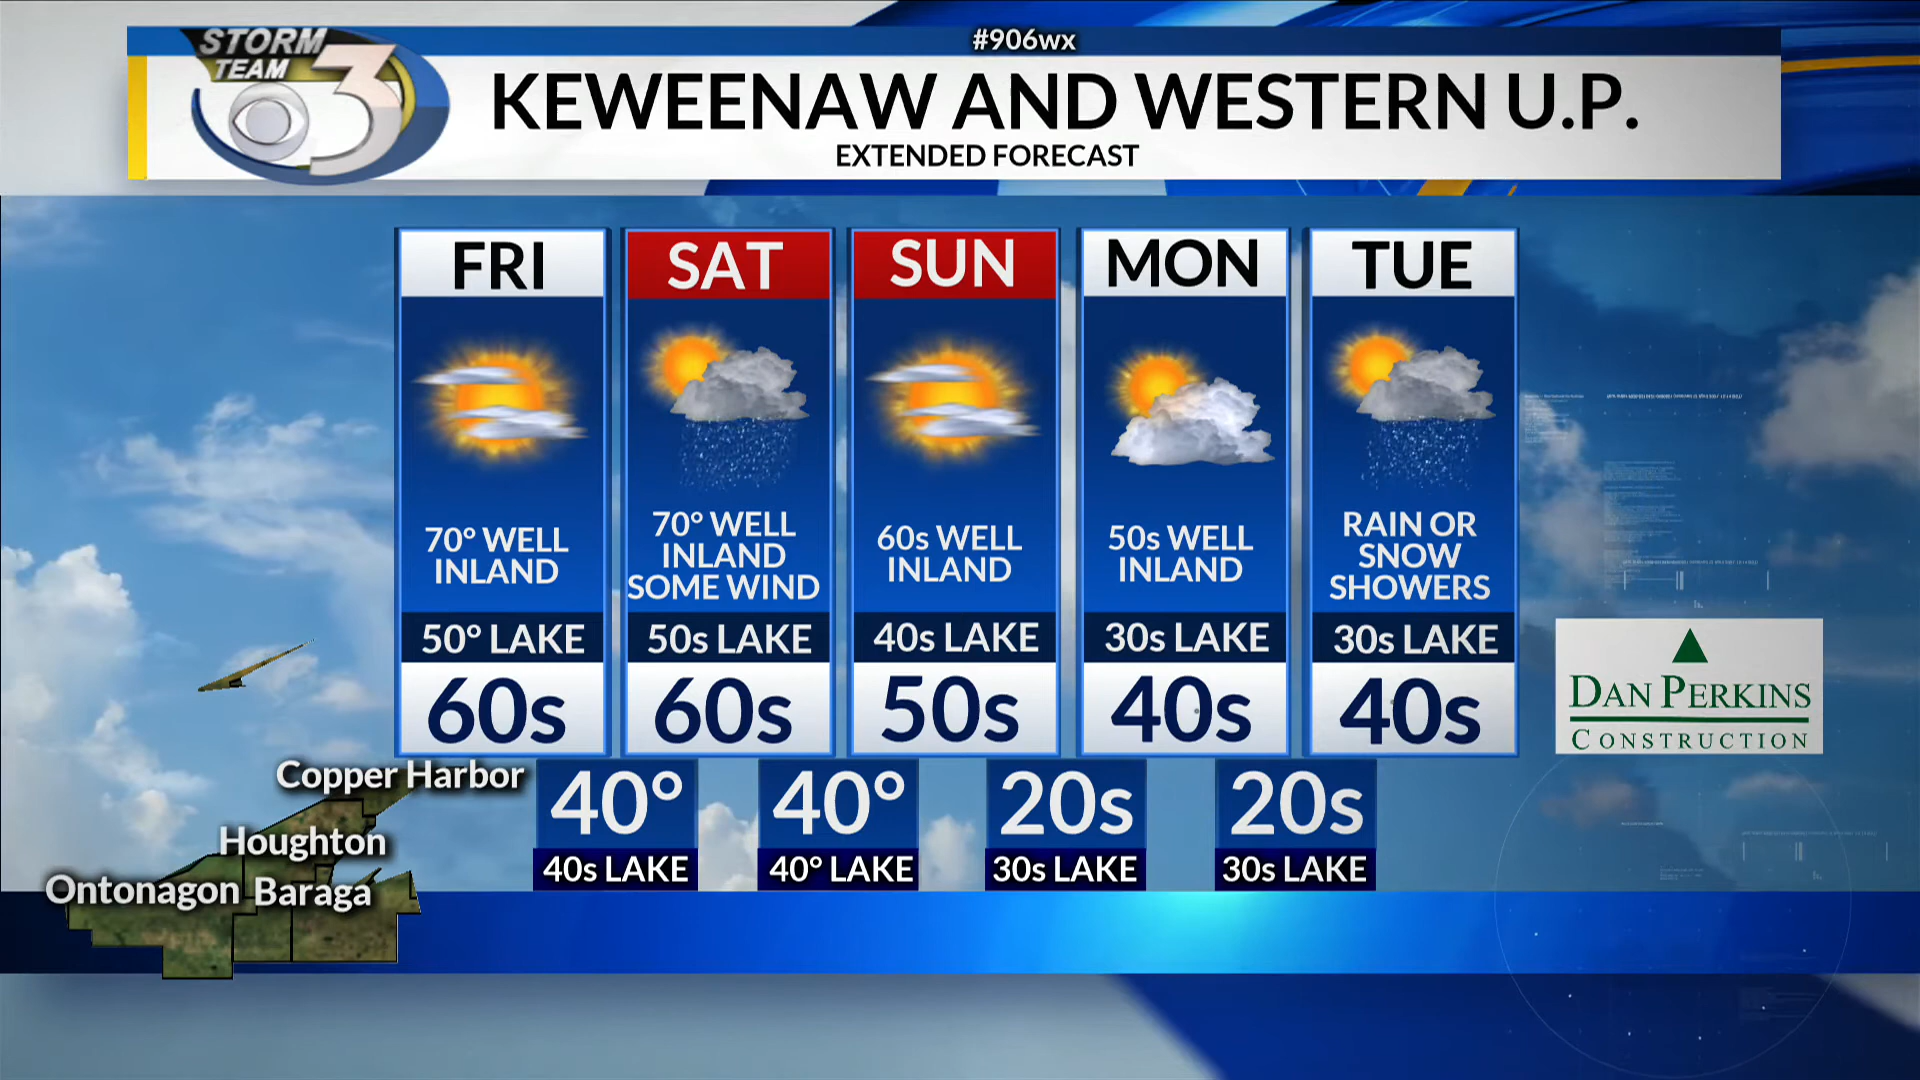 #906wx
STORM
TEAM
3
KEWEENAW AND WESTERN U.P.
EXTENDED FORECAST
FRI
70° WELL
INLAND
50° LAKE
60s
SAT
70° WELL
INLAND
SOME WIND
50s LAKE
60s
SUN
60s WELL
INLAND
40s LAKE
50s
MON
50s WELL
INLAND
30s LAKE
40s
TUE
RAIN OR
SNOW
SHOWERS
30s LAKE
40s
40°
40s LAKE
40°
40° LAKE
20s
30s LAKE
20s
30s LAKE
Copper Harbor
Houghton
Ontonagon
Baraga
DAN PERKINS
CONSTRUCTION